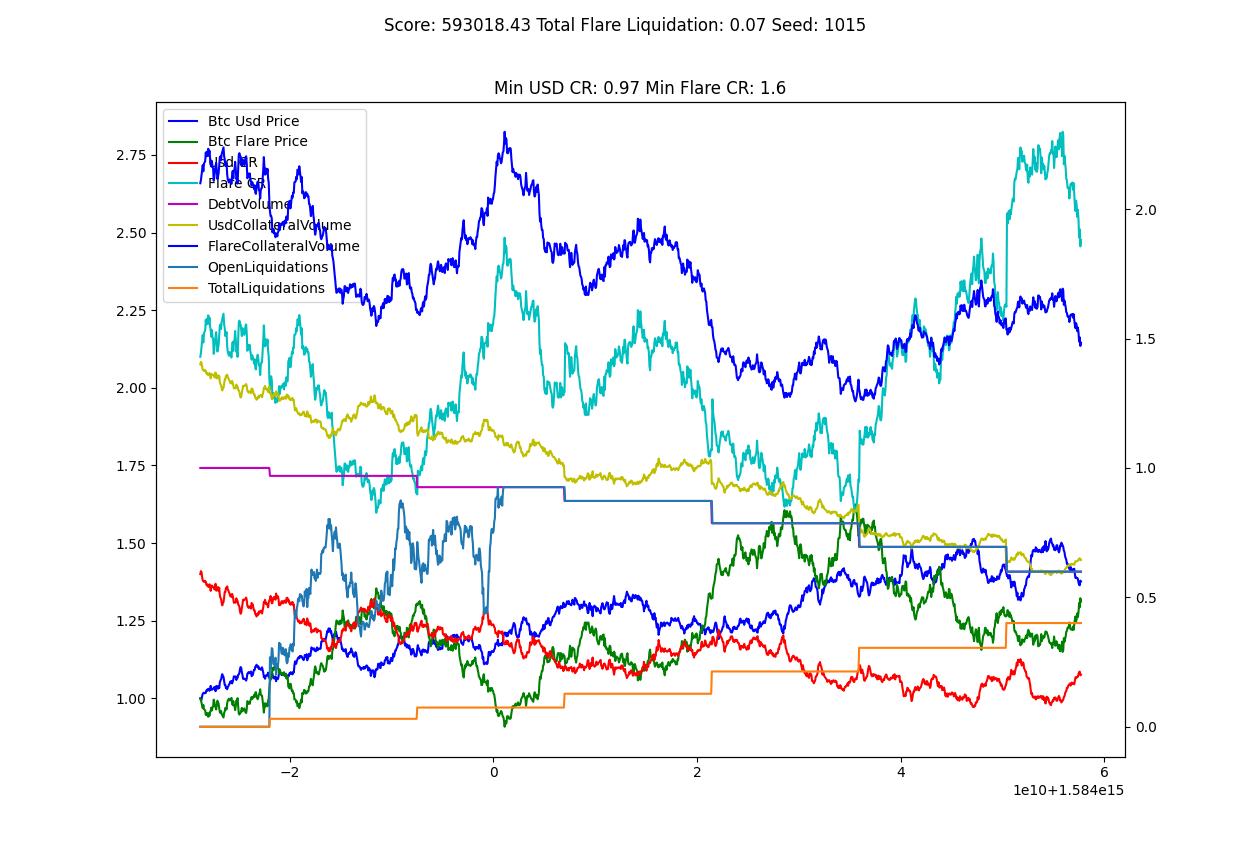 Score: 593018.43 Total Flare Liquidation: 0.07 Seed: 1015
Min USD CR: 0.97 Min Flare CR: 1.6
Btc Usd Price
Btc Flare Price
Usd CR
Flare CR
DebtVolume
UsdCollateralVolume
FlareCollateralVolume
OpenLiquidations
TotalLiquidations
2.75
2.50
2.25
2.00
1.75
1.50
1.25
1.00
2.0
1.5
1.0
0.5
0.0
−2
0
2
4
6
1e10+1.584e15